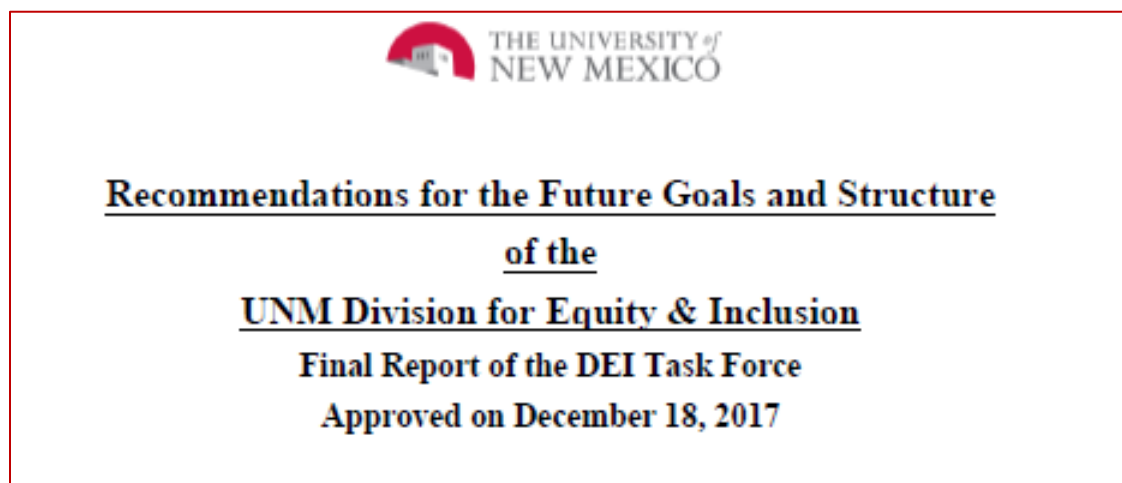 THE UNIVERSITY of
NEW MEXICO
Recommendations for the Future Goals and Structure
of the
UNM Division for Equity & Inclusion
Final Report of the DEI Task Force
Approved on December 18, 2017